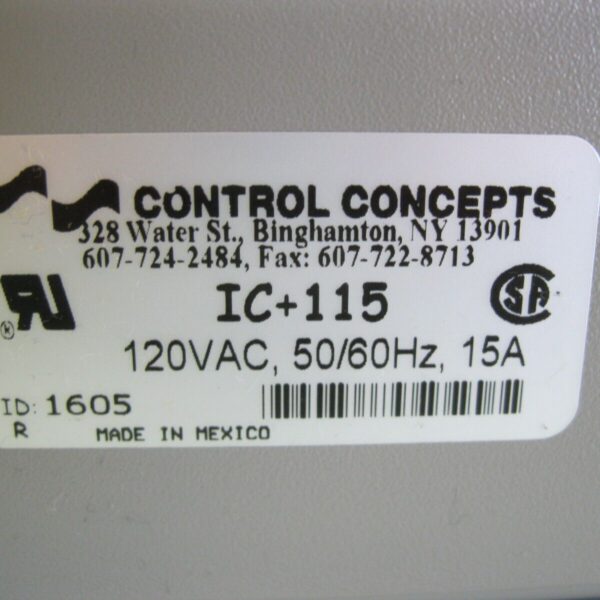 CONTROL CONCEPTS
328 Water St., Binghamton, NY 13901
607-724-2484, Fax: 607-722-8713
IC+115
120VAC, 50/60Hz, 15A
ID: 1605
R
MADE IN MEXICO